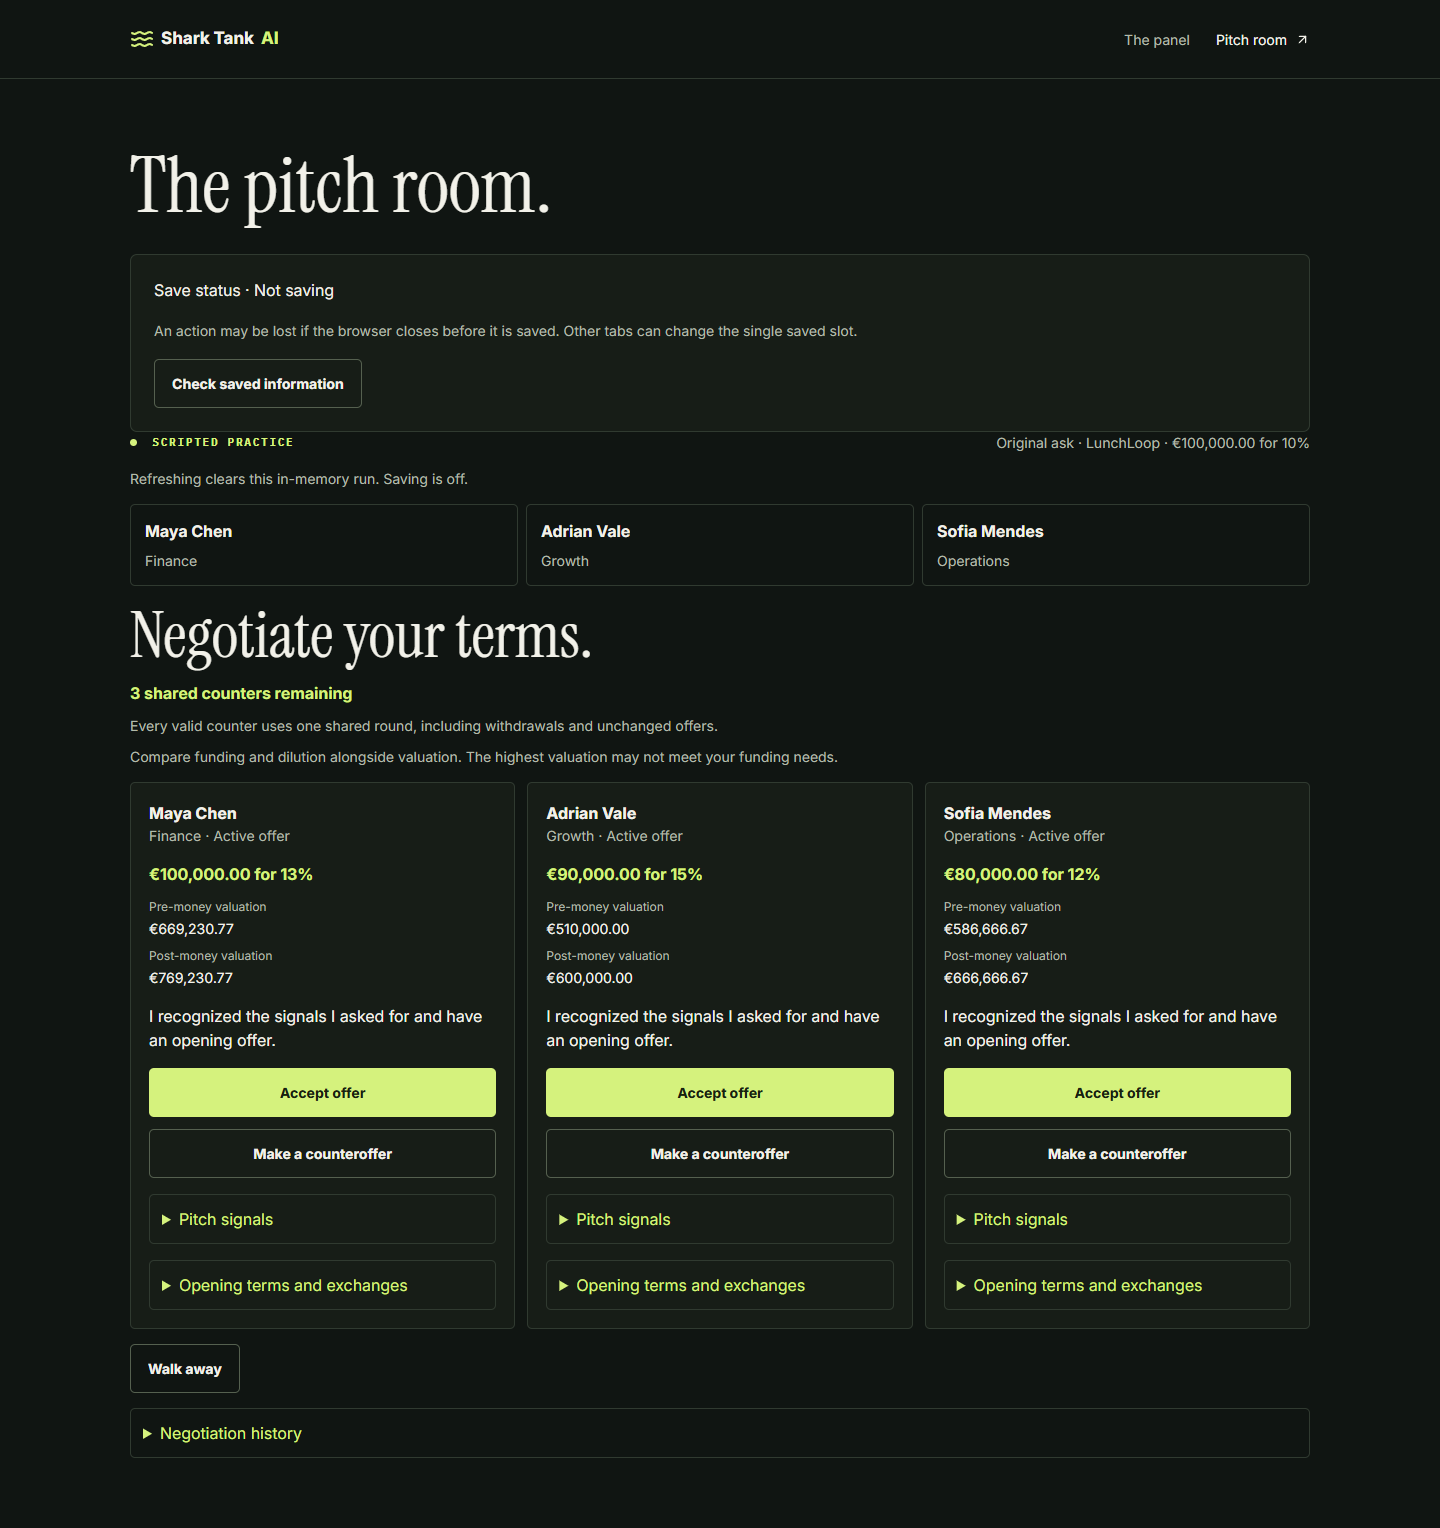 Shark Tank AI
The panel
Pitch room
The pitch room.
Save status · Not saving
An action may be lost if the browser closes before it is saved. Other tabs can change the single saved slot.
Check saved information
SCRIPTED PRACTICE
Original ask · LunchLoop · €100,000.00 for 10%
Refreshing clears this in-memory run. Saving is off.
Maya Chen
Finance
Adrian Vale
Growth
Sofia Mendes
Operations
Negotiate your terms.
3 shared counters remaining
Every valid counter uses one shared round, including withdrawals and unchanged offers.
Compare funding and dilution alongside valuation. The highest valuation may not meet your funding needs.
Maya Chen
Finance · Active offer
€100,000.00 for 13%
Pre-money valuation
€669,230.77
Post-money valuation
€769,230.77
I recognized the signals I asked for and have
an opening offer.
Accept offer
Make a counteroffer
Pitch signals
Opening terms and exchanges
Adrian Vale
Growth · Active offer
€90,000.00 for 15%
Pre-money valuation
€510,000.00
Post-money valuation
€600,000.00
I recognized the signals I asked for and have
an opening offer.
Accept offer
Make a counteroffer
Pitch signals
Opening terms and exchanges
Sofia Mendes
Operations · Active offer
€80,000.00 for 12%
Pre-money valuation
€586,666.67
Post-money valuation
€666,666.67
I recognized the signals I asked for and have
an opening offer.
Accept offer
Make a counteroffer
Pitch signals
Opening terms and exchanges
Walk away
Negotiation history